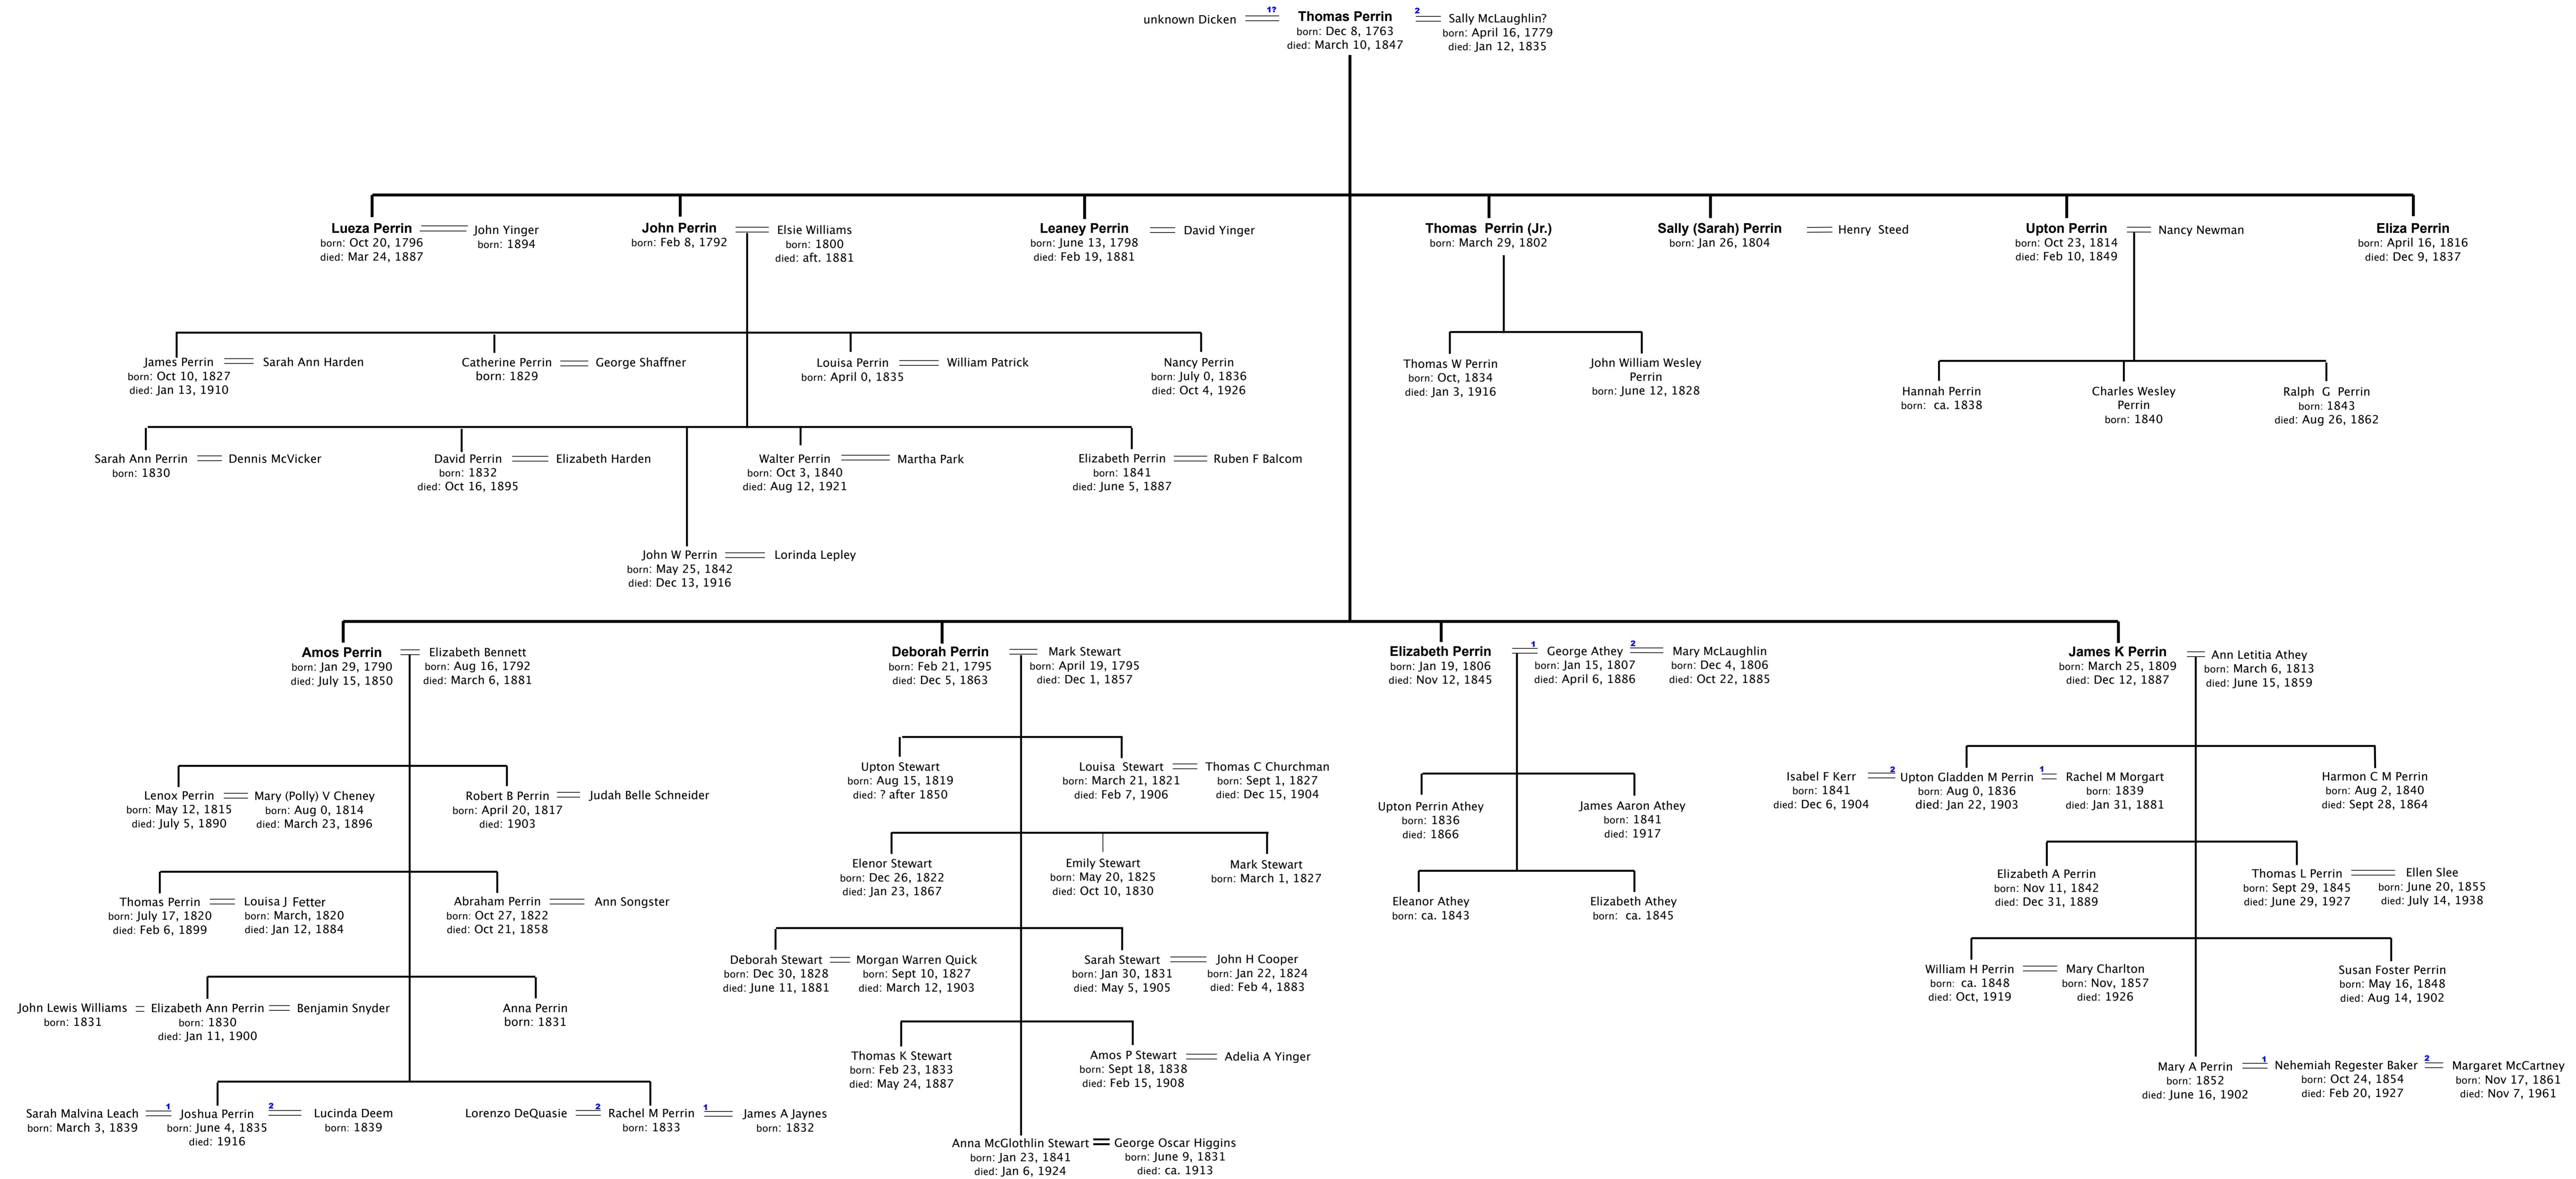 unknown Dicken
1?
Thomas Perrin
born: Dec 8, 1763
died: March 10, 1847
2
Sally McLaughlin?
born: April 16, 1779
died: Jan 12, 1835
Lueza Perrin
born: Oct 20, 1796
died: Mar 24, 1887
John Yinger
born: 1894
John Perrin
born: Feb 8, 1792
Elsie Williams
born: 1800
died: aft. 1881
Leaney Perrin
born: June 13, 1798
died: Feb 19, 1881
David Yinger
Thomas Perrin (Jr.)
born: March 29, 1802
Sally (Sarah) Perrin
born: Jan 26, 1804
Henry Steed
Upton Perrin
born: Oct 23, 1814
died: Feb 10, 1849
Nancy Newman
Eliza Perrin
born: April 16, 1816
died: Dec 9, 1837
James Perrin
born: Oct 10, 1827
died: Jan 13, 1910
Sarah Ann Harden
Catherine Perrin
born: 1829
George Shaffner
Louisa Perrin
born: April 0, 1835
William Patrick
Nancy Perrin
born: July 0, 1836
died: Oct 4, 1926
Thomas W Perrin
born: Oct, 1834
died: Jan 3, 1916
John William Wesley
Perrin
born: June 12, 1828
Hannah Perrin
born: ca. 1838
Charles Wesley
Perrin
born: 1840
Ralph G Perrin
born: 1843
died: Aug 26, 1862
Sarah Ann Perrin
born: 1830
Dennis McVicker
David Perrin
born: 1832
died: Oct 16, 1895
Elizabeth Harden
Walter Perrin
born: Oct 3, 1840
died: Aug 12, 1921
Martha Park
Elizabeth Perrin
born: 1841
died: June 5, 1887
Ruben F Balcom
John W Perrin
born: May 25, 1842
died: Dec 13, 1916
Lorinda Lepley
Amos Perrin
born: Jan 29, 1790
died: July 15, 1850
Elizabeth Bennett
born: Aug 16, 1792
died: March 6, 1881
Deborah Perrin
born: Feb 21, 1795
died: Dec 5, 1863
Mark Stewart
born: April 19, 1795
died: Dec 1, 1857
Elizabeth Perrin
born: Jan 19, 1806
died: Nov 12, 1845
1
George Athey
born: Jan 15, 1807
died: April 6, 1886
2
Mary McLaughlin
born: Dec 4, 1806
died: Oct 22, 1885
James K Perrin
born: March 25, 1809
died: Dec 12, 1887
Ann Letitia Athey
born: March 6, 1813
died: June 15, 1859
Lenox Perrin
born: May 12, 1815
died: July 5, 1890
Mary (Polly) V Cheney
born: Aug 0, 1814
died: March 23, 1896
Robert B Perrin
born: April 20, 1817
died: 1903
Judah Belle Schneider
Upton Stewart
born: Aug 15, 1819
died: ? after 1850
Louisa Stewart
born: March 21, 1821
died: Feb 7, 1906
Thomas C Churchman
born: Sept 1, 1827
died: Dec 15, 1904
Upton Perrin Athey
born: 1836
died: 1866
James Aaron Athey
born: 1841
died: 1917
Isabel F Kerr
born: 1841
died: Dec 6, 1904
2
Upton Gladden M Perrin
born: Aug 0, 1836
died: Jan 22, 1903
1
Rachel M Morgart
born: 1839
died: Jan 31, 1881
Harmon C M Perrin
born: Aug 2, 1840
died: Sept 28, 1864
Thomas Perrin
born: July 17, 1820
died: Feb 6, 1899
Louisa J Fetter
born: March, 1820
died: Jan 12, 1884
Abraham Perrin
born: Oct 27, 1822
died: Oct 21, 1858
Ann Songster
Elenor Stewart
born: Dec 26, 1822
died: Jan 23, 1867
Emily Stewart
born: May 20, 1825
died: Oct 10, 1830
Mark Stewart
born: March 1, 1827
Eleanor Athey
born: ca. 1843
Elizabeth Athey
born: ca. 1845
Elizabeth A Perrin
born: Nov 11, 1842
died: Dec 31, 1889
Thomas L Perrin
born: Sept 29, 1845
died: June 29, 1927
Ellen Slee
born: June 20, 1855
died: July 14, 1938
John Lewis Williams
born: 1831
Elizabeth Ann Perrin
born: 1830
died: Jan 11, 1900
Benjamin Snyder
Anna Perrin
born: 1831
Deborah Stewart
born: Dec 30, 1828
died: June 11, 1881
Morgan Warren Quick
born: Sept 10, 1827
died: March 12, 1903
Sarah Stewart
born: Jan 30, 1831
died: May 5, 1905
John H Cooper
born: Jan 22, 1824
died: Feb 4, 1883
William H Perrin
born: ca. 1848
died: Oct, 1919
Mary Charlton
born: Nov, 1857
died: 1926
Susan Foster Perrin
born: May 16, 1848
died: Aug 14, 1902
Thomas K Stewart
born: Feb 23, 1833
died: May 24, 1887
Amos P Stewart
born: Sept 18, 1838
died: Feb 15, 1908
Adelia A Yinger
Mary A Perrin
born: 1852
died: June 16, 1902
1
Nehemiah Regester Baker
born: Oct 24, 1854
died: Feb 20, 1927
2
Margaret McCartney
born: Nov 17, 1861
died: Nov 7, 1961
Sarah Malvina Leach
born: March 3, 1839
1
Joshua Perrin
born: June 4, 1835
died: 1916
2
Lucinda Deem
born: 1839
Lorenzo DeQuasie
2
Rachel M Perrin
born: 1833
1
James A Jaynes
born: 1832
Anna McGlothlin Stewart
born: Jan 23, 1841
died: Jan 6, 1924
George Oscar Higgins
born: June 9, 1831
died: ca. 1913